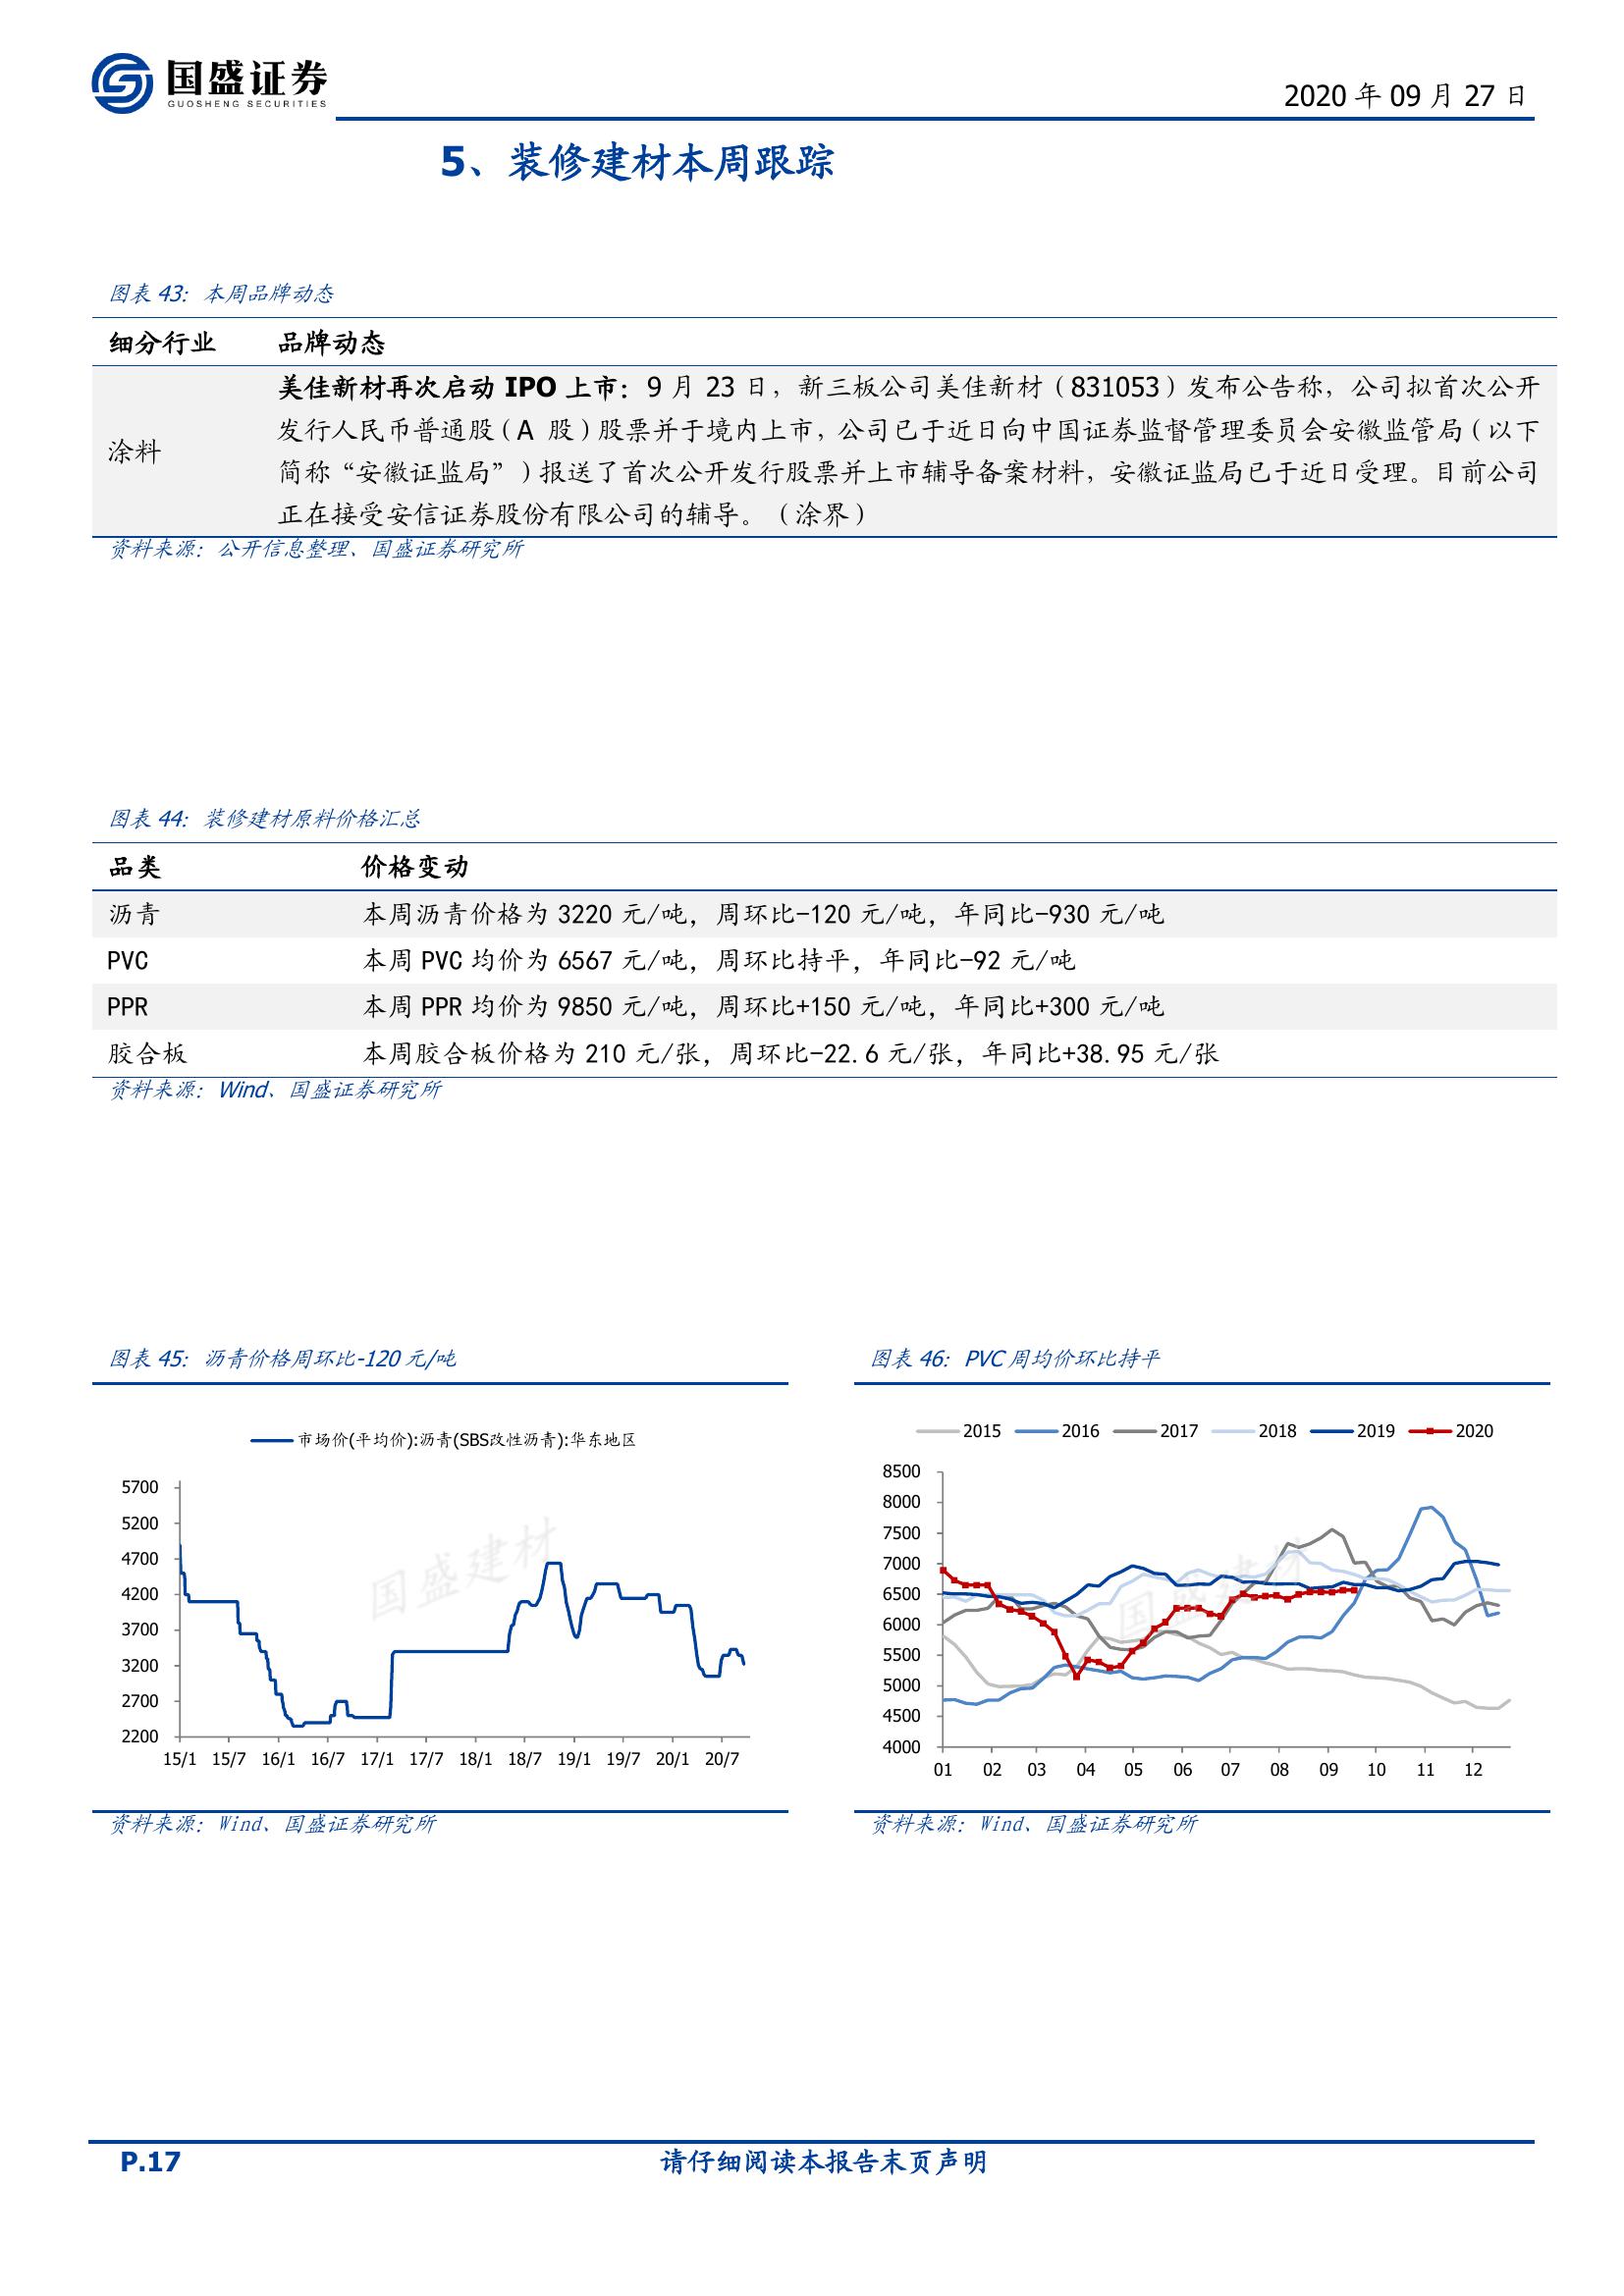 国盛证券
GUOSHENG SECURITIES
2020 年 09 月 27 日
5、装修建材本周跟踪
图表 43: 本周品牌动态
细分行业 品牌动态
涂料
美佳新材再次启动 IPO 上市：9 月 23 日，新三板公司美佳新材（831053）发布公告称，公司拟首次公开
发行人民币普通股（A 股）股票并于境内上市，公司已于近日向中国证券监督管理委员会安徽监管局（以下
简称“安徽证监局”）报送了首次公开发行股票并上市辅导备案材料，安徽证监局已于近日受理。目前公司
正在接受安信证券股份有限公司的辅导。（涂界）
资料来源：公开信息整理、国盛证券研究所
图表 44: 装修建材原料价格汇总
品类 价格变动
沥青 本周沥青价格为 3220 元/吨，周环比-120 元/吨，年同比-930 元/吨
PVC 本周 PVC 均价为 6567 元/吨，周环比持平，年同比-92 元/吨
PPR 本周 PPR 均价为 9850 元/吨，周环比+150 元/吨，年同比+300 元/吨
胶合板 本周胶合板价格为 210 元/张，周环比-22.6 元/张，年同比+38.95 元/张
资料来源：Wind、国盛证券研究所
图表 45: 沥青价格周环比-120 元/吨
市场价(平均价):沥青(SBS改性沥青):华东地区
国盛建材
5700
5200
4700
4200
3700
3200
2700
2200
15/1 15/7 16/1 16/7 17/1 17/7 18/1 18/7 19/1 19/7 20/1 20/7
资料来源：Wind、国盛证券研究所
图表 46: PVC 周均价环比持平
2015 2016 2017 2018 2019 2020
国盛建材
8500
8000
7500
7000
6500
6000
5500
5000
4500
4000
01 02 03 04 05 06 07 08 09 10 11 12
资料来源：Wind、国盛证券研究所
P.17 请仔细阅读本报告末页声明